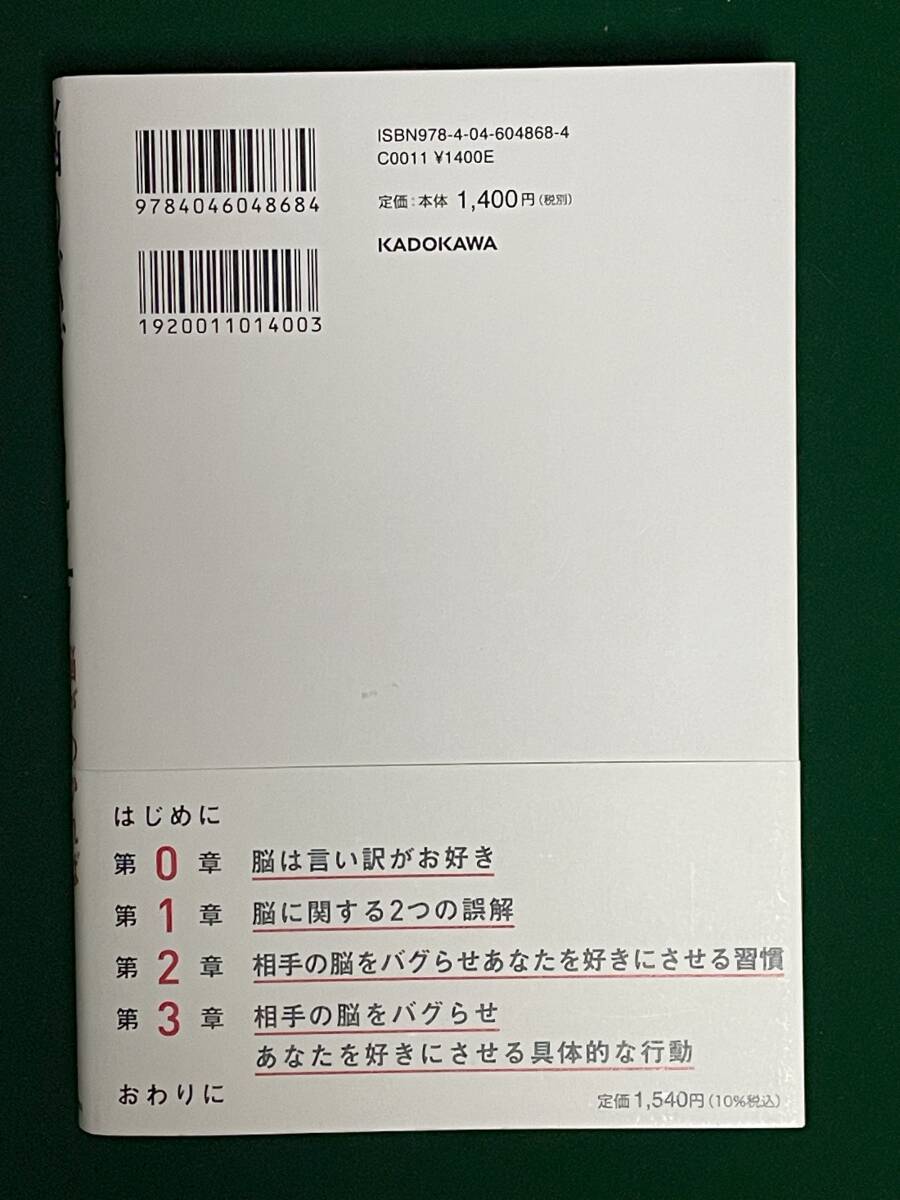 ISBN978-4-04-604868-4
C0011 ¥1400E
9784046048684
定価:本体 1,400円(税別)
KADOKAWA
1920011014003
はじめに
第0章 脳は言い訳がお好き
第1章 脳に関する2つの誤解
第2章 相手の脳をバグらせあなたを好きにさせる習慣
第3章 相手の脳をバグらせ
あなたを好きにさせる具体的な行動
おわりに
定価1,540円(10%税込)